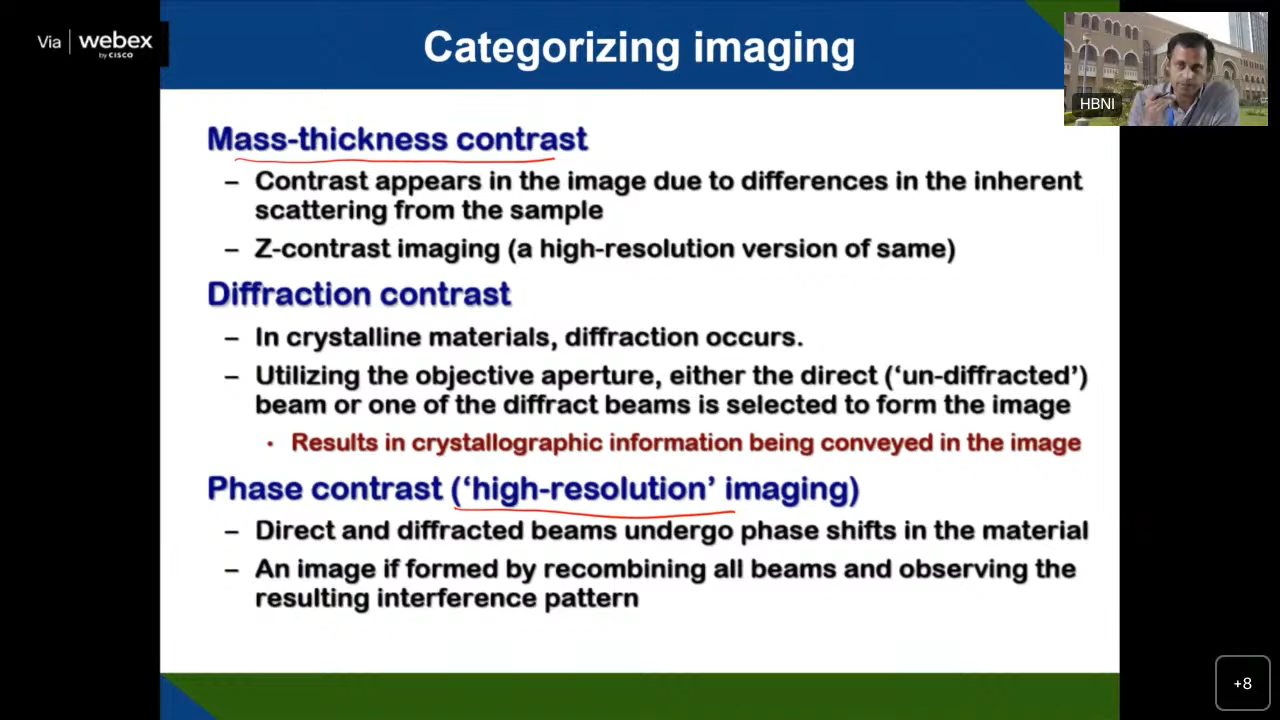 Via | webex
by CISCO
Categorizing imaging
HBNI
Mass-thickness contrast
– Contrast appears in the image due to differences in the inherent
scattering from the sample
– Z-contrast imaging (a high-resolution version of same)
Diffraction contrast
– In crystalline materials, diffraction occurs.
– Utilizing the objective aperture, either the direct (‘un-diffracted’)
beam or one of the diffract beams is selected to form the image
• Results in crystallographic information being conveyed in the image
Phase contrast (‘high-resolution’ imaging)
– Direct and diffracted beams undergo phase shifts in the material
– An image if formed by recombining all beams and observing the
resulting interference pattern
+8